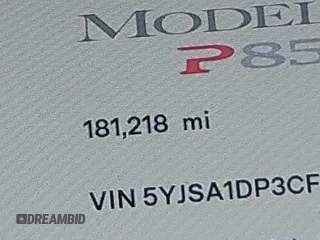 MODEL
P85
181,218 mi
VIN 5YJSA1DP3CF
DREAMBID